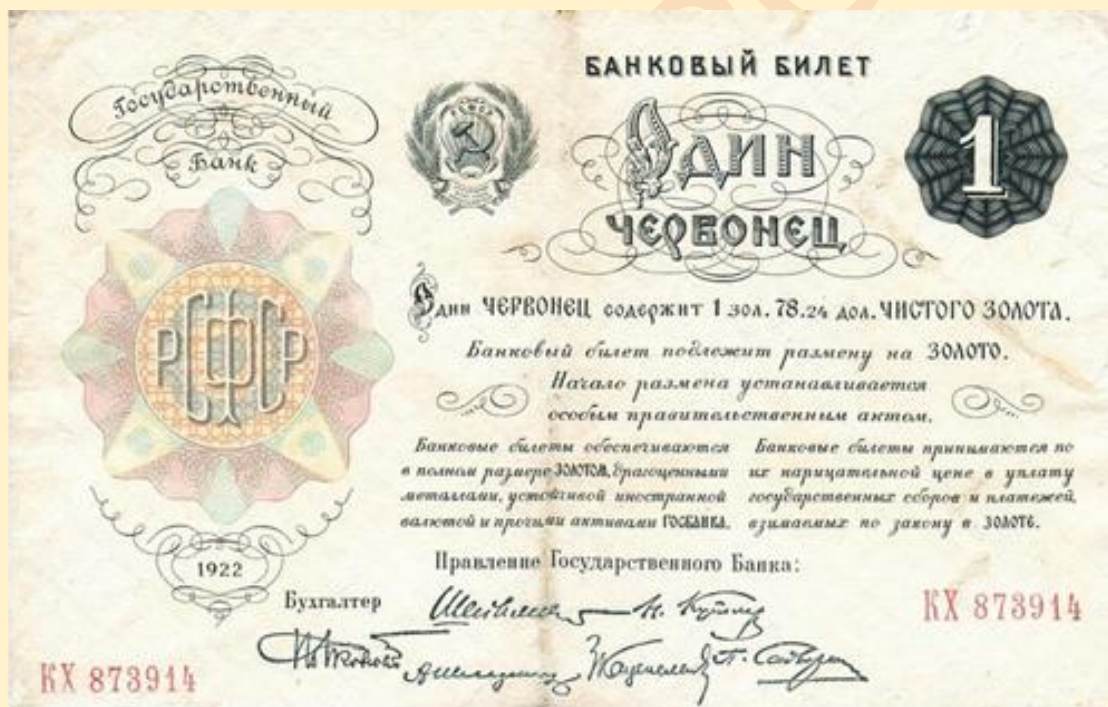 Государственный
Банк
БАНКОВЫЙ БИЛЕТ
ОДИН
ЧЕРВОНЕЦ
1
Один ЧЕРВОНЕЦ содержит 1 зол. 78.24 дол. ЧИСТОГО ЗОЛОТА.
Банковый билет подлежит размену на ЗОЛОТО.
Начало размена устанавливается
особым правительственным актом.
РСФСР
Банковые билеты обеспечиваются
в полном размере ЗОЛОТОМ, драгоценными
металлами, устойчивой иностранной
валютой и прочими активами ГОСБАНКА.
Банковые билеты принимаются по
их нарицательной цене в уплату
государственных сборов и платежей,
взимаемых по закону в ЗОЛОТЕ.
1922
Правление Государственного Банка:
Бухгалтер
КХ 873914
КХ 873914